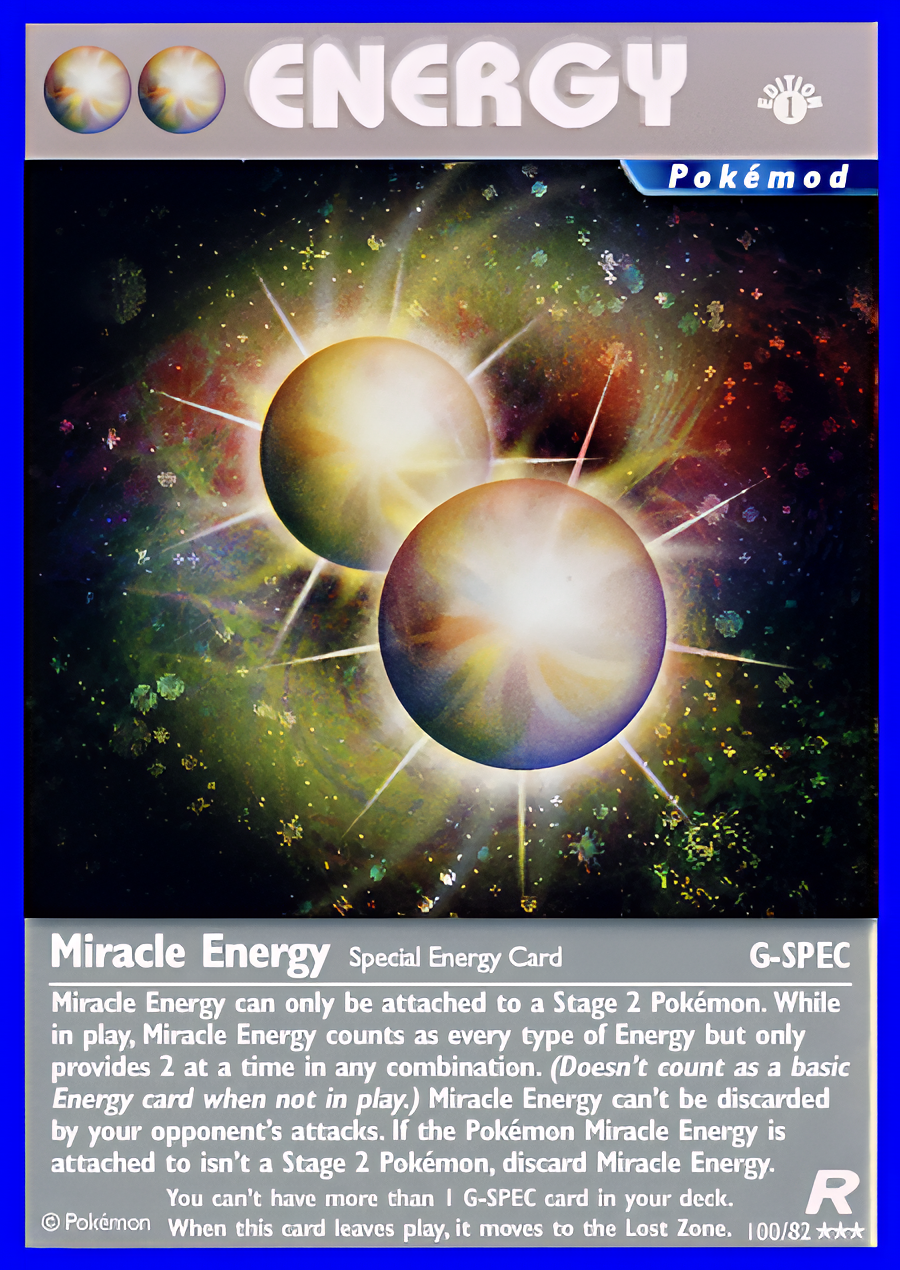 ENERGY
EDITION
1
Pokémod
Miracle Energy Special Energy Card G-SPEC
Miracle Energy can only be attached to a Stage 2 Pokémon. While
in play, Miracle Energy counts as every type of Energy but only
provides 2 at a time in any combination. (Doesn't count as a basic
Energy card when not in play.) Miracle Energy can't be discarded
by your opponent's attacks. If the Pokémon Miracle Energy is
attached to isn't a Stage 2 Pokémon, discard Miracle Energy.
R
You can't have more than 1 G-SPEC card in your deck.
© Pokémon When this card leaves play, it moves to the Lost Zone. 100/82 ★★★